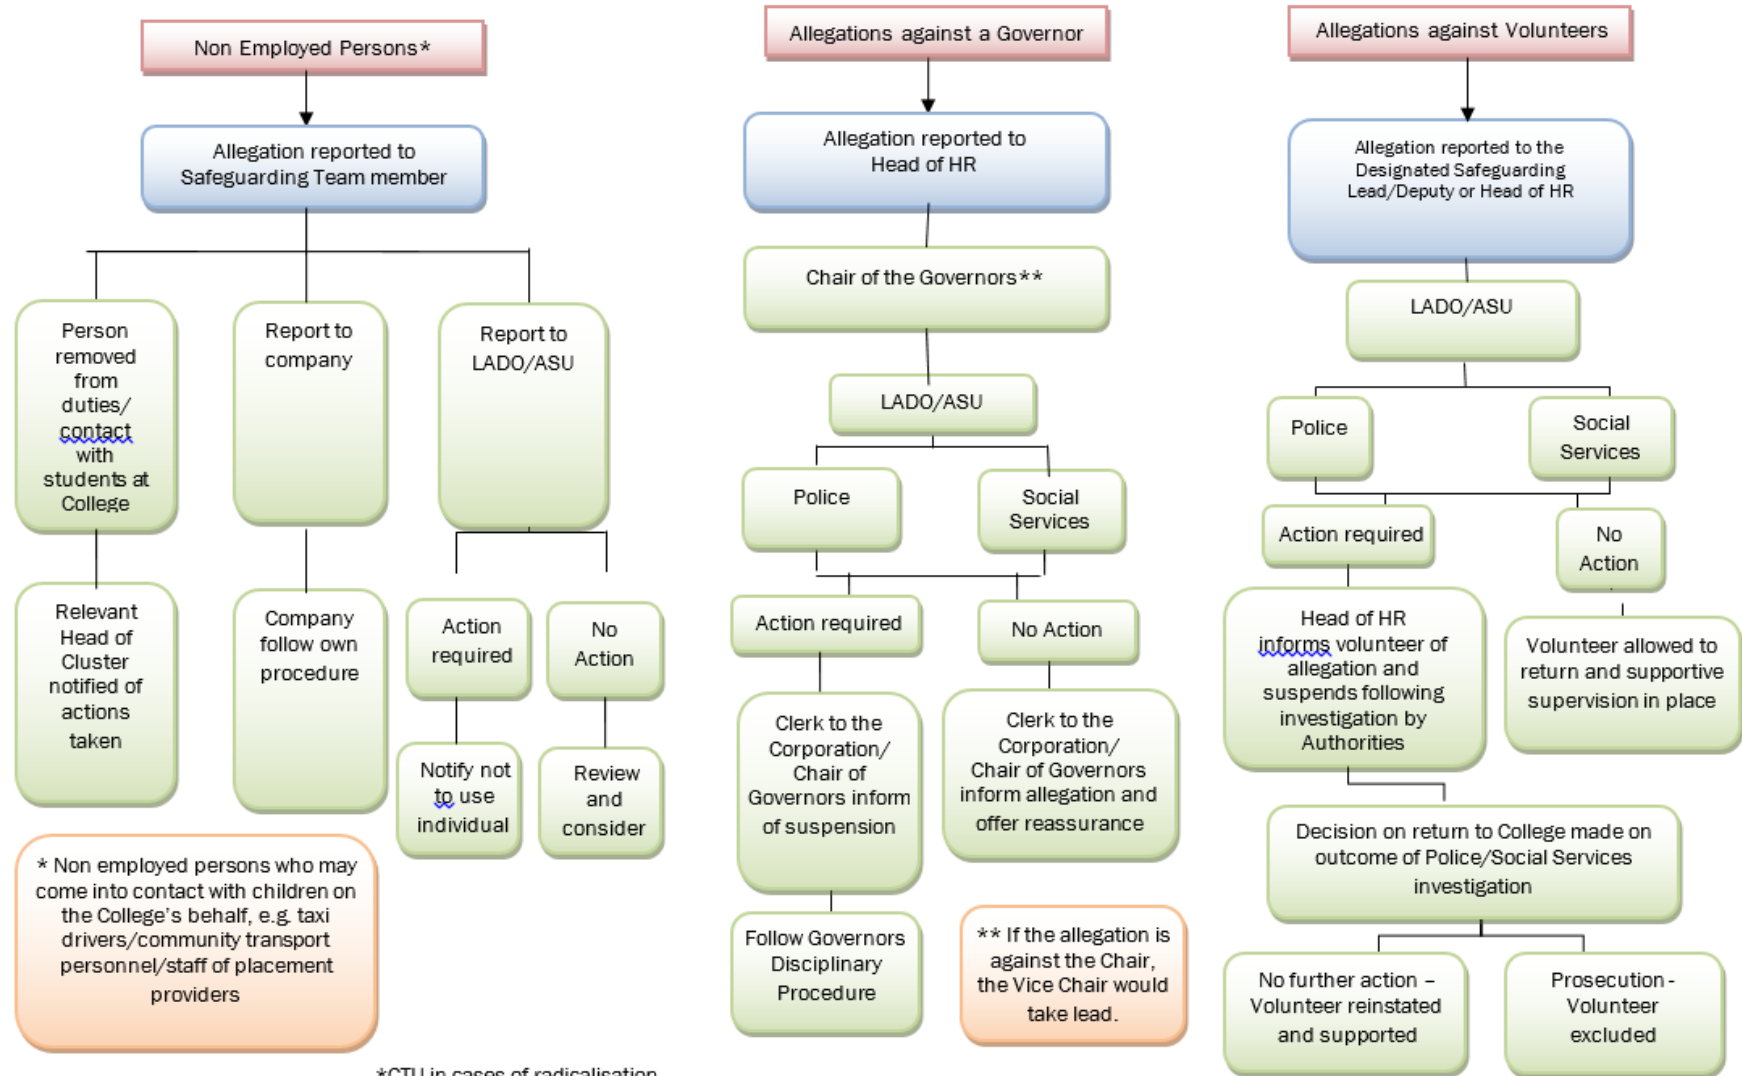 Non Employed Persons*
Allegation reported to
Safeguarding Team member
Person
removed
from
duties/
contact
with
students at
College
Report to
company
Report to
LADO/ASU
Relevant
Head of
Cluster
notified of
actions
taken
Company
follow own
procedure
Action
required
No
Action
Notify not
to use
individual
Review
and
consider
* Non employed persons who may
come into contact with children on
the College's behalf, e.g. taxi
drivers/community transport
personnel/staff of placement
providers
Allegations against a Governor
Allegation reported to
Head of HR
Chair of the Governors**
LADO/ASU
Police
Social
Services
Action required
No Action
Clerk to the
Corporation/
Chair of
Governors inform
of suspension
Clerk to the
Corporation/
Chair of Governors
inform allegation and
offer reassurance
Follow Governors
Disciplinary
Procedure
** If the allegation is
against the Chair,
the Vice Chair would
take lead.
Allegations against Volunteers
Allegation reported to the
Designated Safeguarding
Lead/Deputy or Head of HR
LADO/ASU
Police
Social
Services
Action required
No
Action
Head of HR
informs volunteer of
allegation and
suspends following
investigation by
Authorities
Volunteer allowed to
return and supportive
supervision in place
Decision on return to College made on
outcome of Police/Social Services
investigation
No further action –
Volunteer reinstated
and supported
Prosecution -
Volunteer
excluded
*CTU in cases of radicalisation